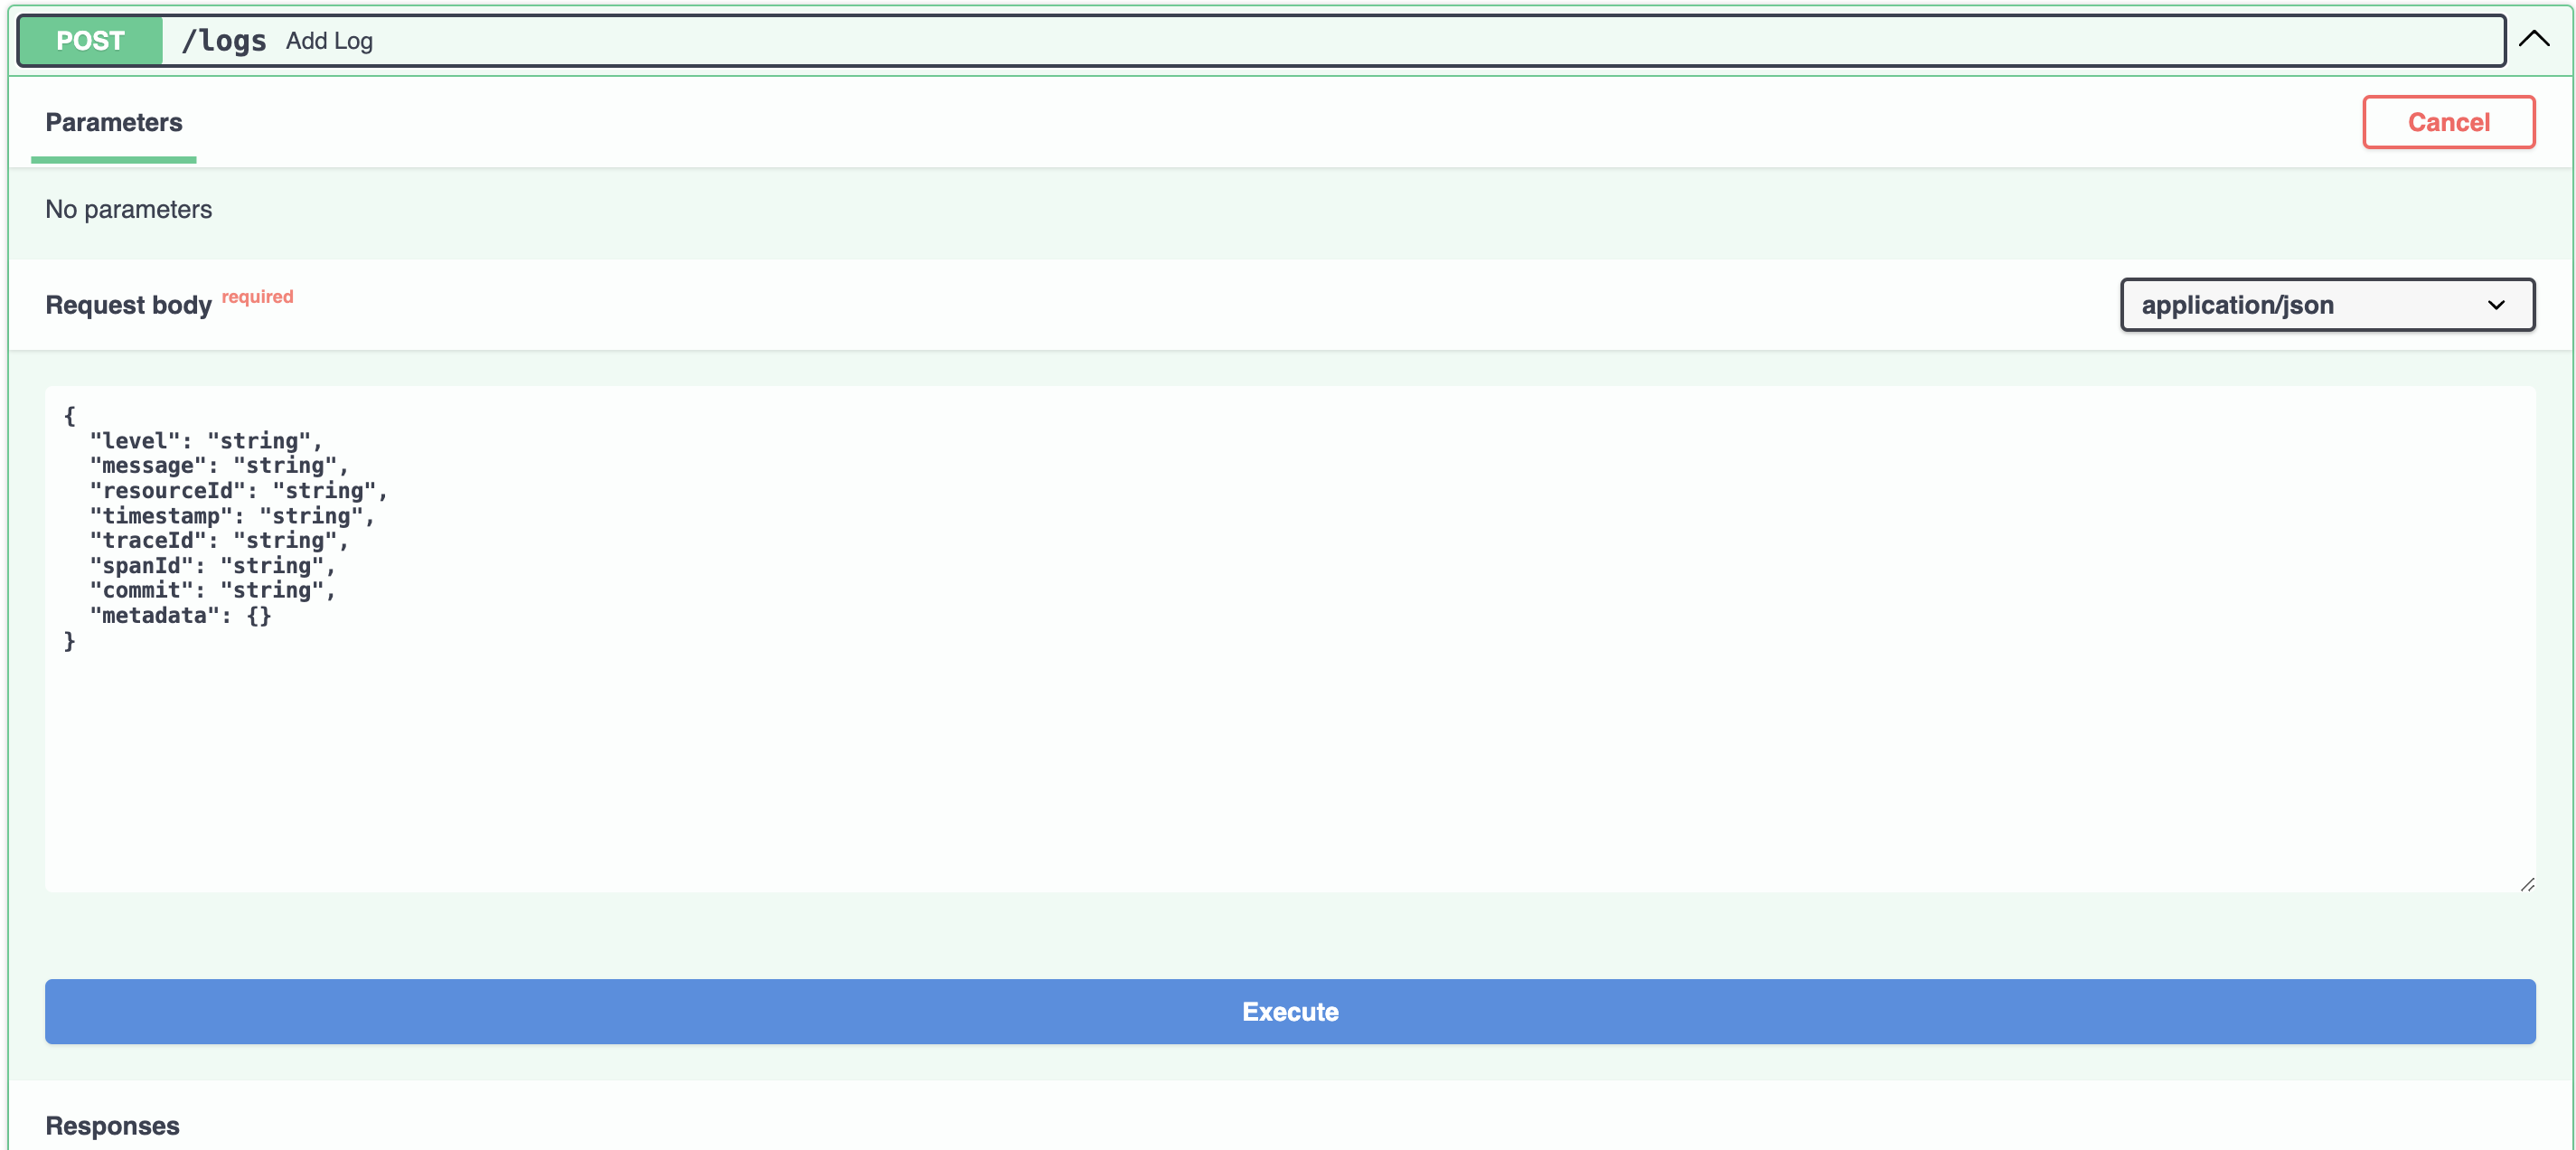 POST /logs Add Log
Parameters
Cancel
No parameters
Request body required
application/json
{
  "level": "string",
  "message": "string",
  "resourceId": "string",
  "timestamp": "string",
  "traceId": "string",
  "spanId": "string",
  "commit": "string",
  "metadata": {}
}
Execute
Responses